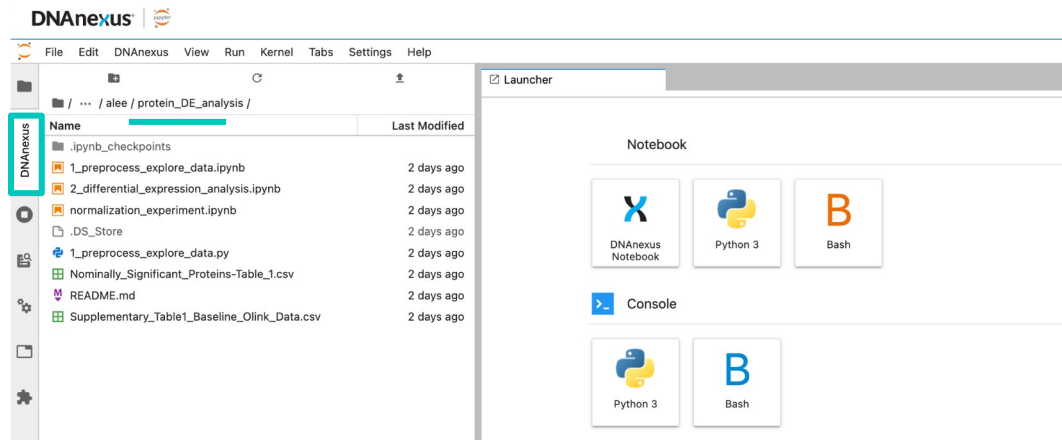 DNAnexus jupyter
File Edit DNAnexus View Run Kernel Tabs Settings Help
Launcher
/ ··· / alee / protein_DE_analysis /
Name Last Modified
DNAnexus
.ipynb_checkpoints
1_preprocess_explore_data.ipynb 2 days ago
2_differential_expression_analysis.ipynb 2 days ago
normalization_experiment.ipynb 2 days ago
.DS_Store 2 days ago
1_preprocess_explore_data.py 2 days ago
Nominally_Significant_Proteins-Table_1.csv 2 days ago
README.md 2 days ago
Supplementary_Table1_Baseline_Olink_Data.csv 2 days ago
Notebook
DNAnexus
Notebook
Python 3
B
Bash
Console
Python 3
B
Bash